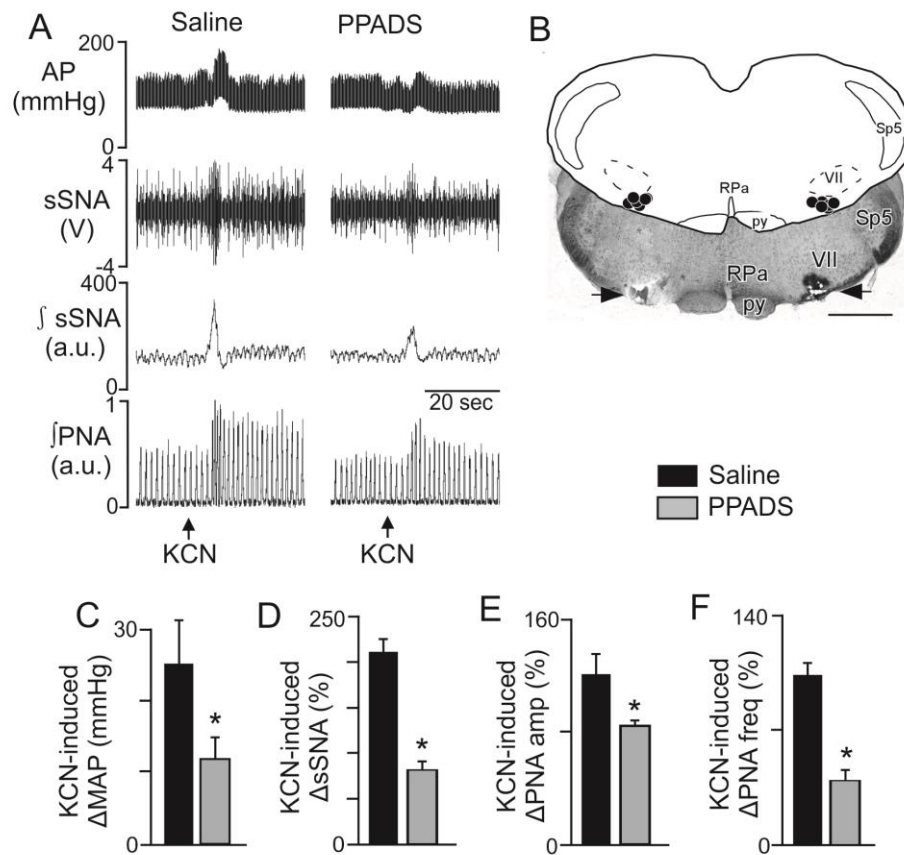 A
Saline
PPADS
200
AP
(mmHg)
0
4
sSNA
(V)
-4
400
∫ sSNA
(a.u.)
0
20 sec
1
∫PNA
(a.u.)
0
KCN
KCN
B
Sp5
VII
RPa
py
Sp5
VII
RPa
py
Saline
PPADS
C
30
KCN-induced
ΔMAP (mmHg)
*
0
D
250
KCN-induced
ΔsSNA (%)
*
0
E
160
KCN-induced
ΔPNA amp (%)
*
0
F
140
KCN-induced
ΔPNA freq (%)
*
0